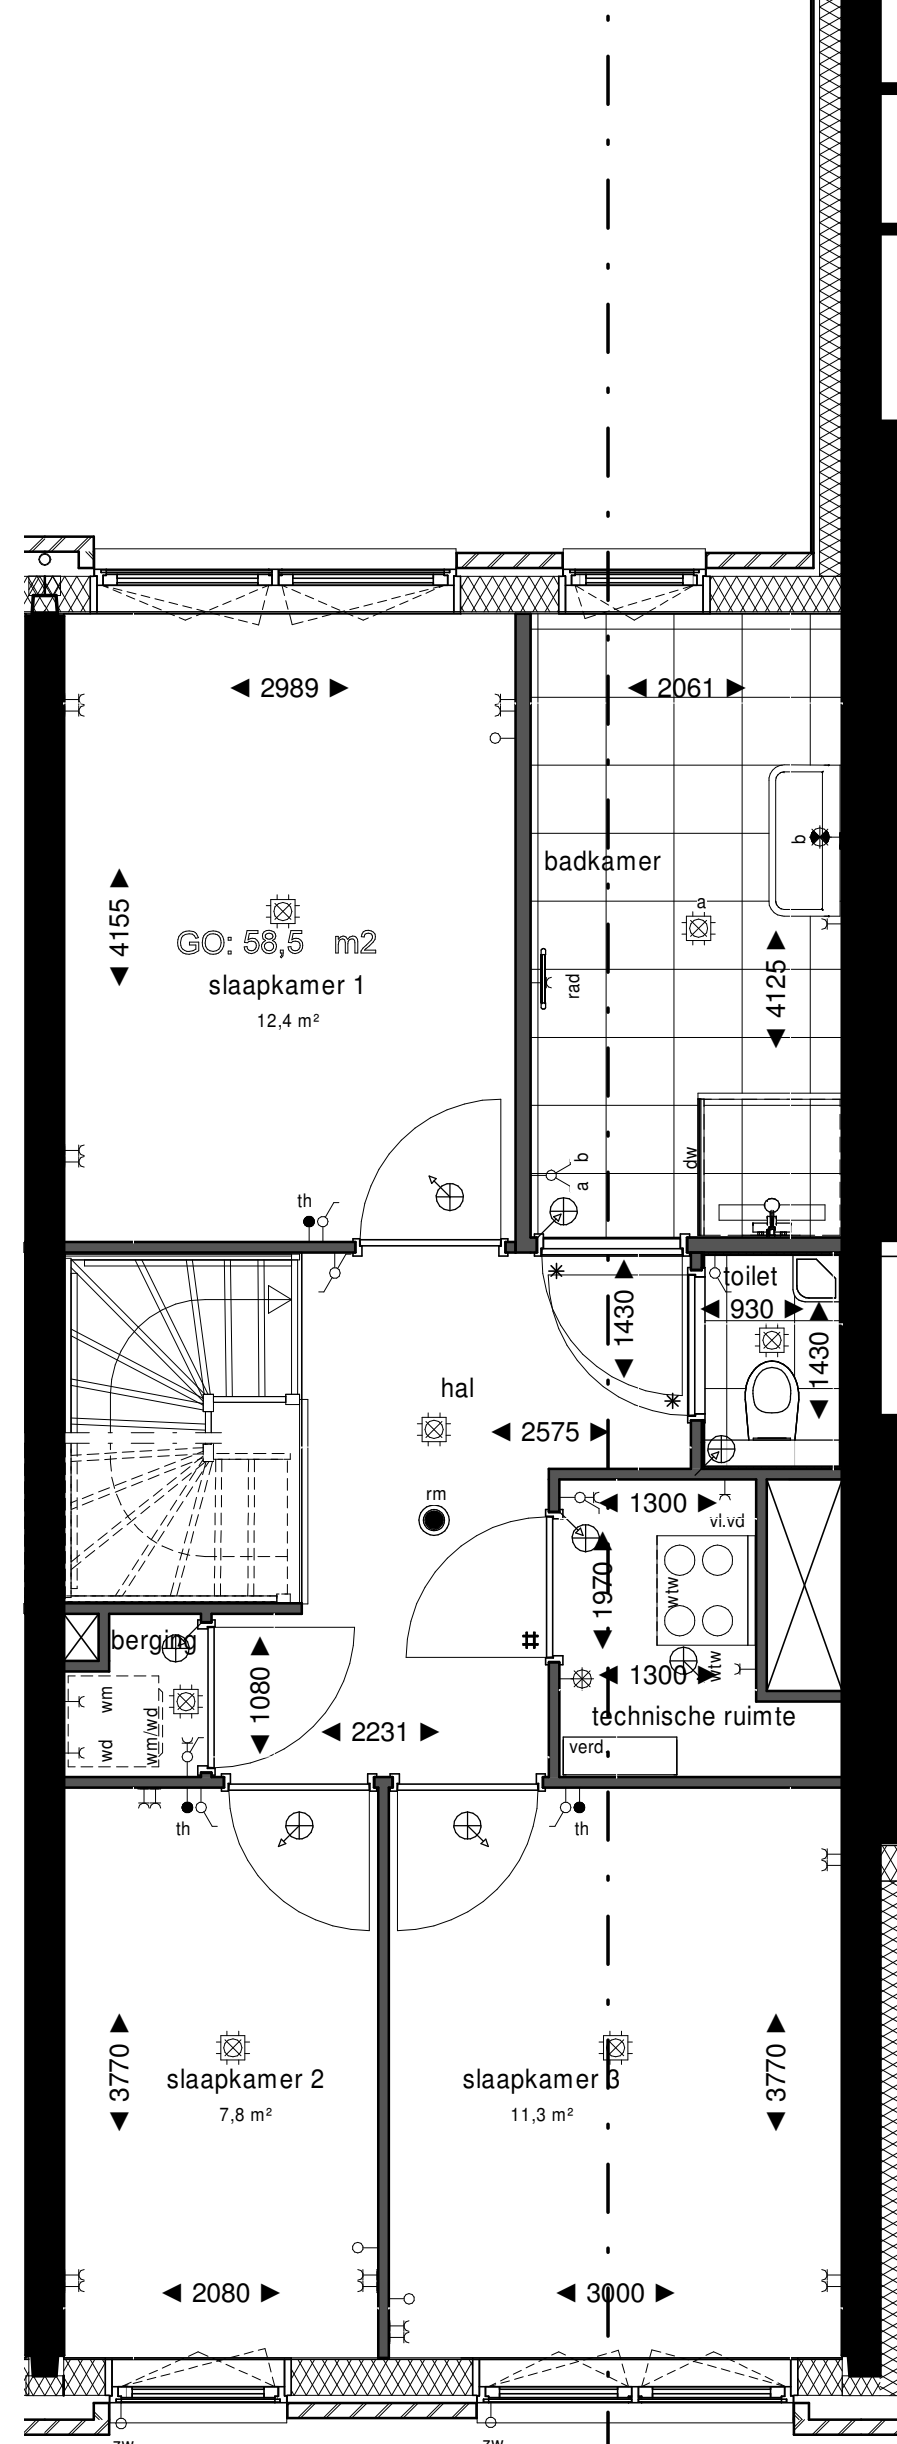 2989
2061
badkamer
b
a
4155
GO: 58,5 m2
slaapkamer 1
12,4 m²
rad
4125
dw
b
a
th
toilet
930
1430
1430
hal
2575
rm
1300
vl.vd
1970
wtw
wtw
1300
technische ruimte
verd
berging
wm
wd
wm/wd
1080
2231
th
th
3770
slaapkamer 2
7,8 m²
slaapkamer 3
11,3 m²
3770
2080
3000
zw
zw